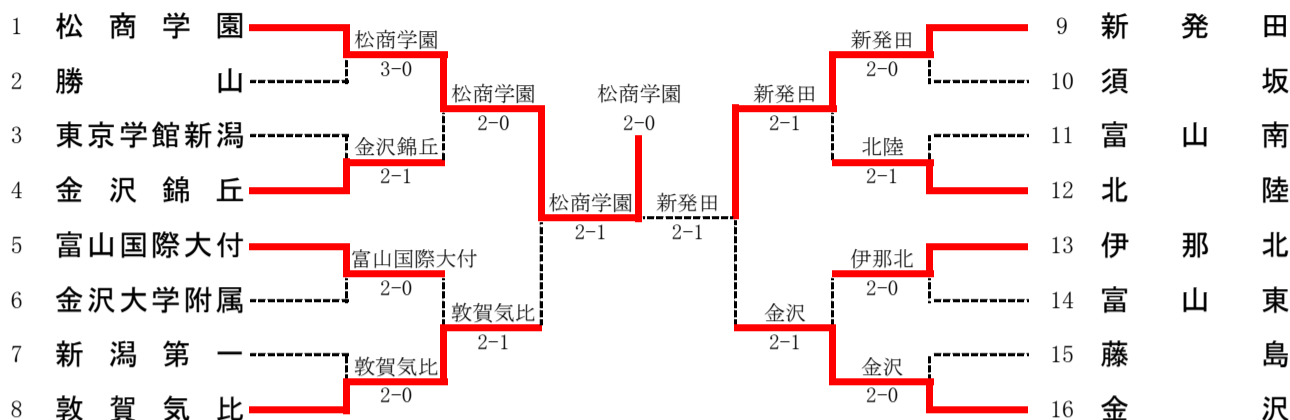 1 松商学園
2 勝山
3 東京学館新潟
4 金沢錦丘
5 富山国際大付
6 金沢大学附属
7 新潟第一
8 敦賀気比
松商学園
3-0
金沢錦丘
2-1
富山国際大付
2-0
敦賀気比
2-0
松商学園
2-0
敦賀気比
2-1
松商学園
2-1
松商学園
2-0
新発田
2-1
新発田
2-1
金沢
2-1
新発田
2-0
北陸
2-1
伊那北
2-0
金沢
2-0
9 新発田
10 須坂
11 富山南
12 北陸
13 伊那北
14 富山東
15 藤島
16 金沢